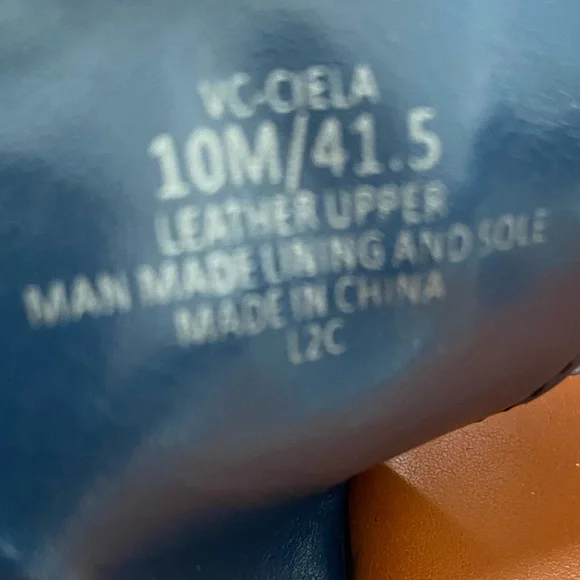 VC-CIELA
10M/41.5
LEATHER UPPER
MAN MADE LINING AND SOLE
MADE IN CHINA
L2C